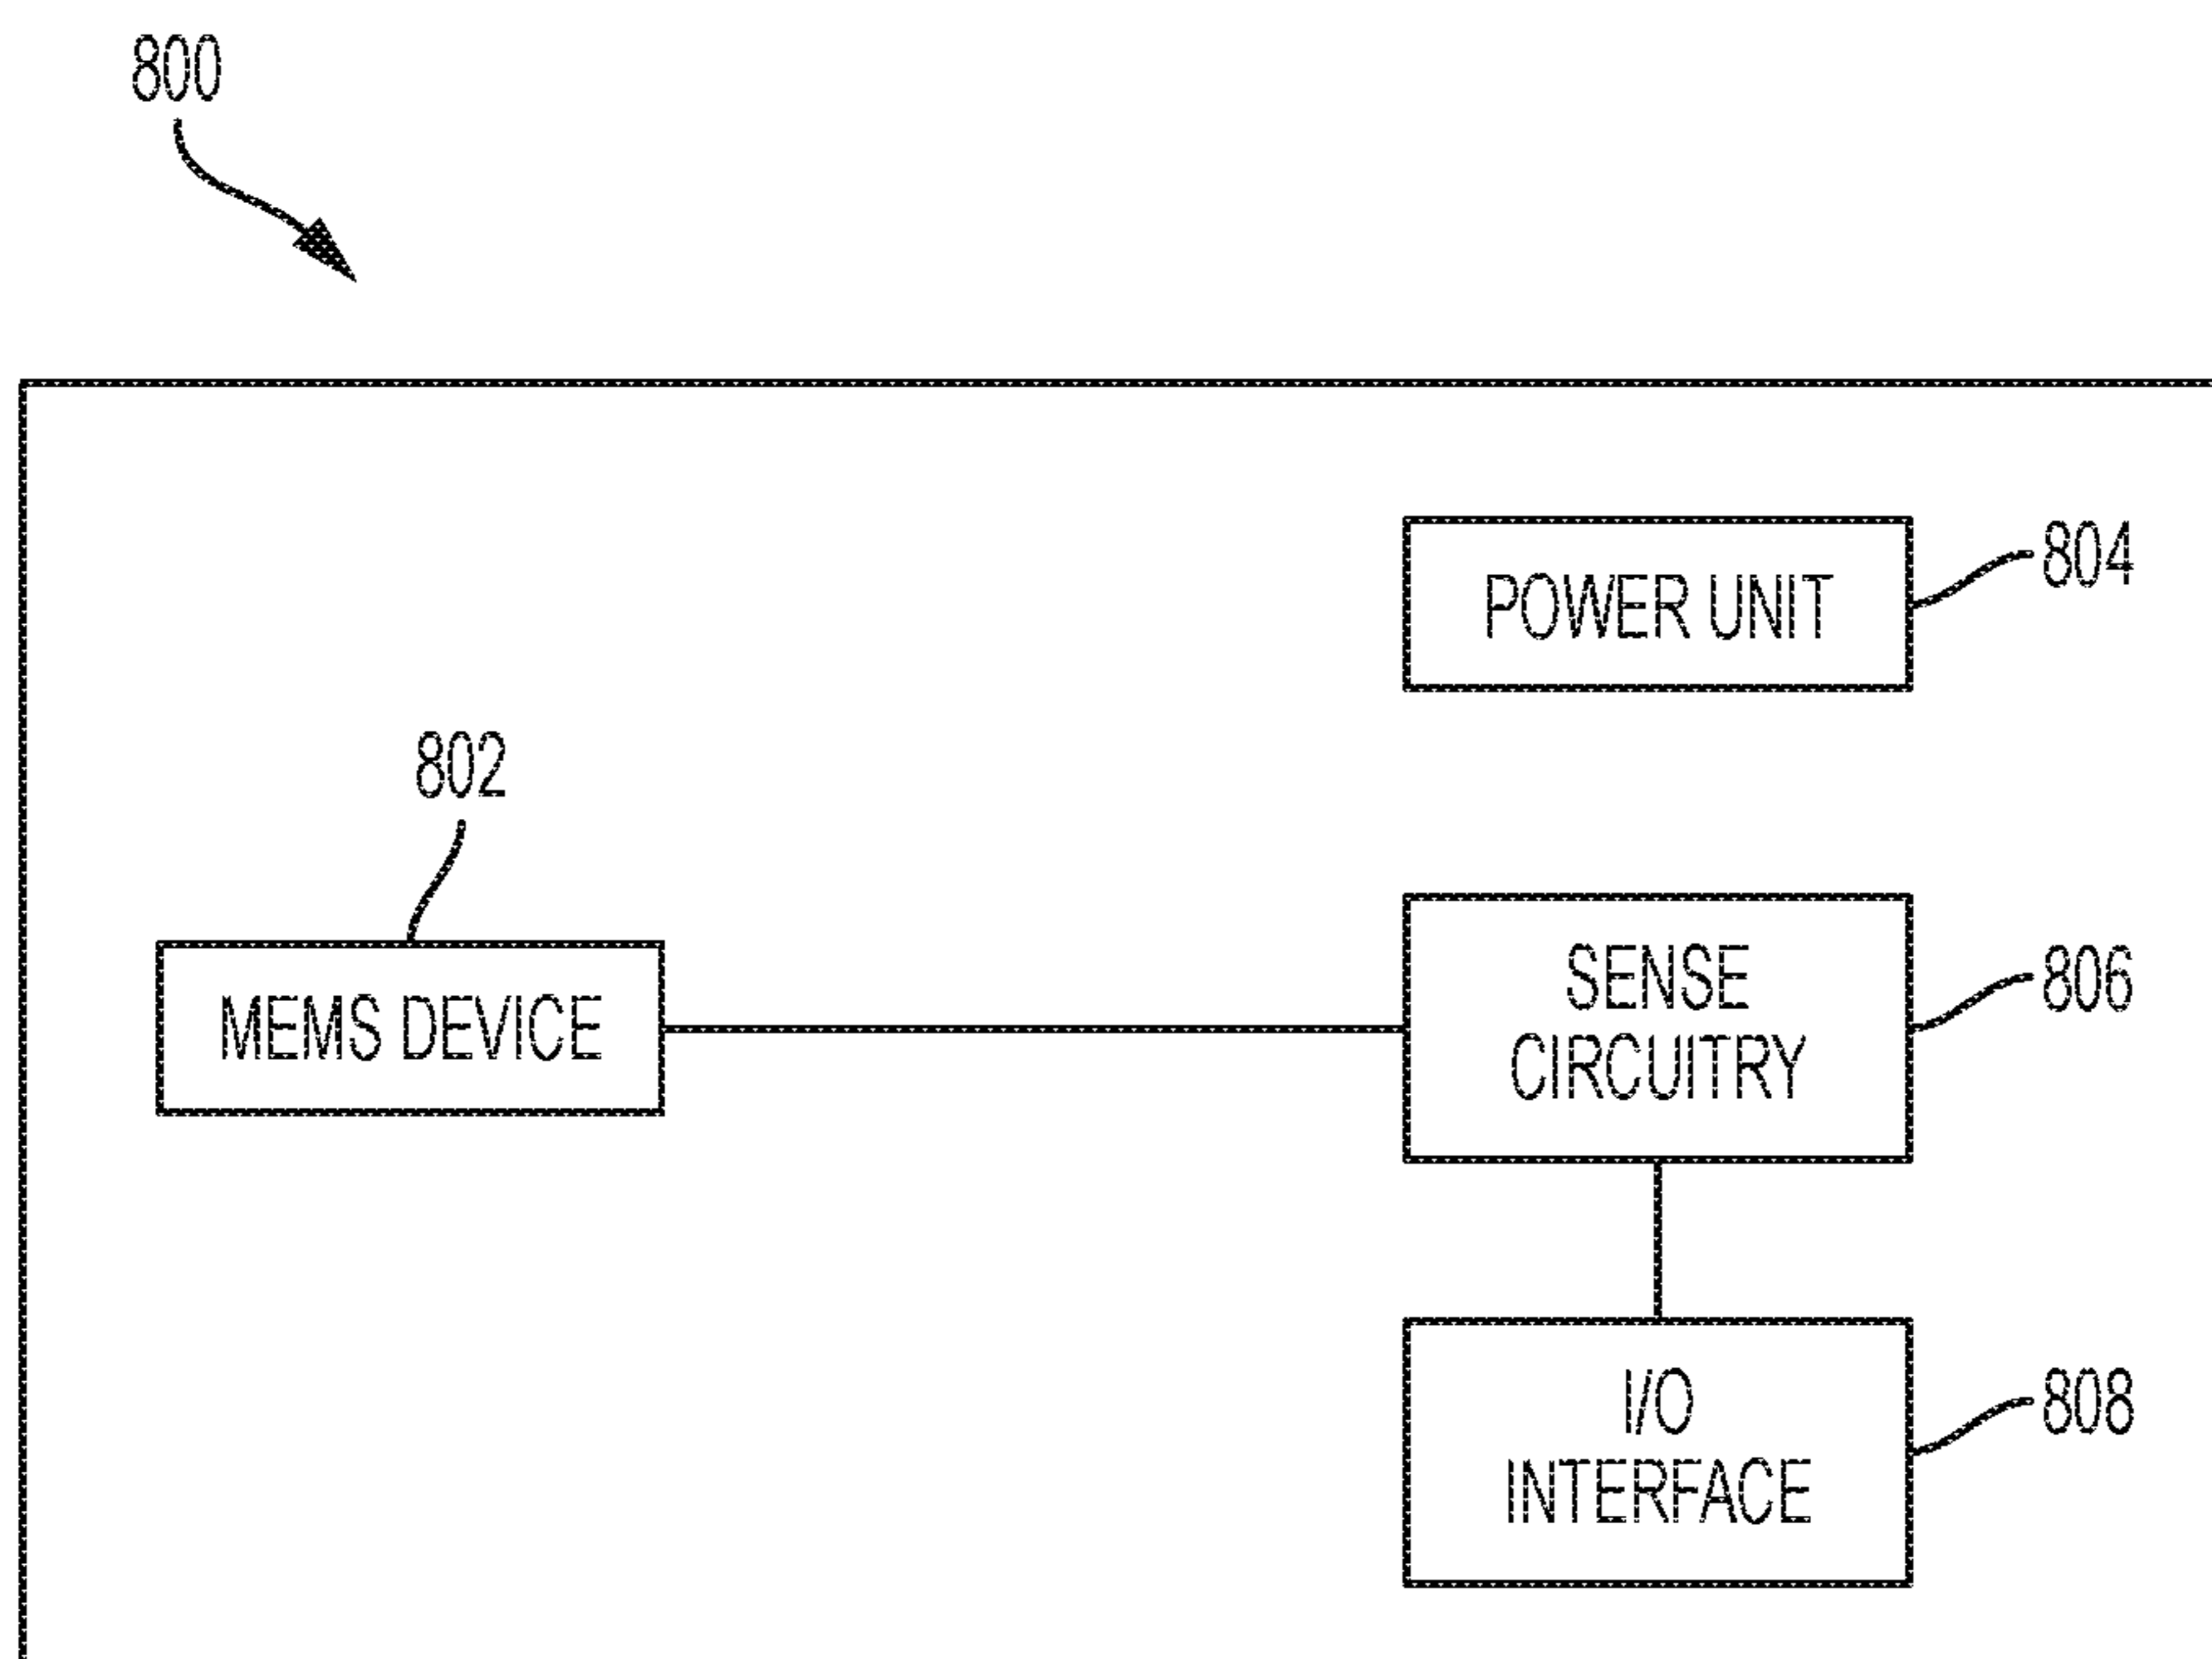 800
POWER UNIT
804
802
MEMS DEVICE
SENSE
CIRCUITRY
806
I/O
INTERFACE
808